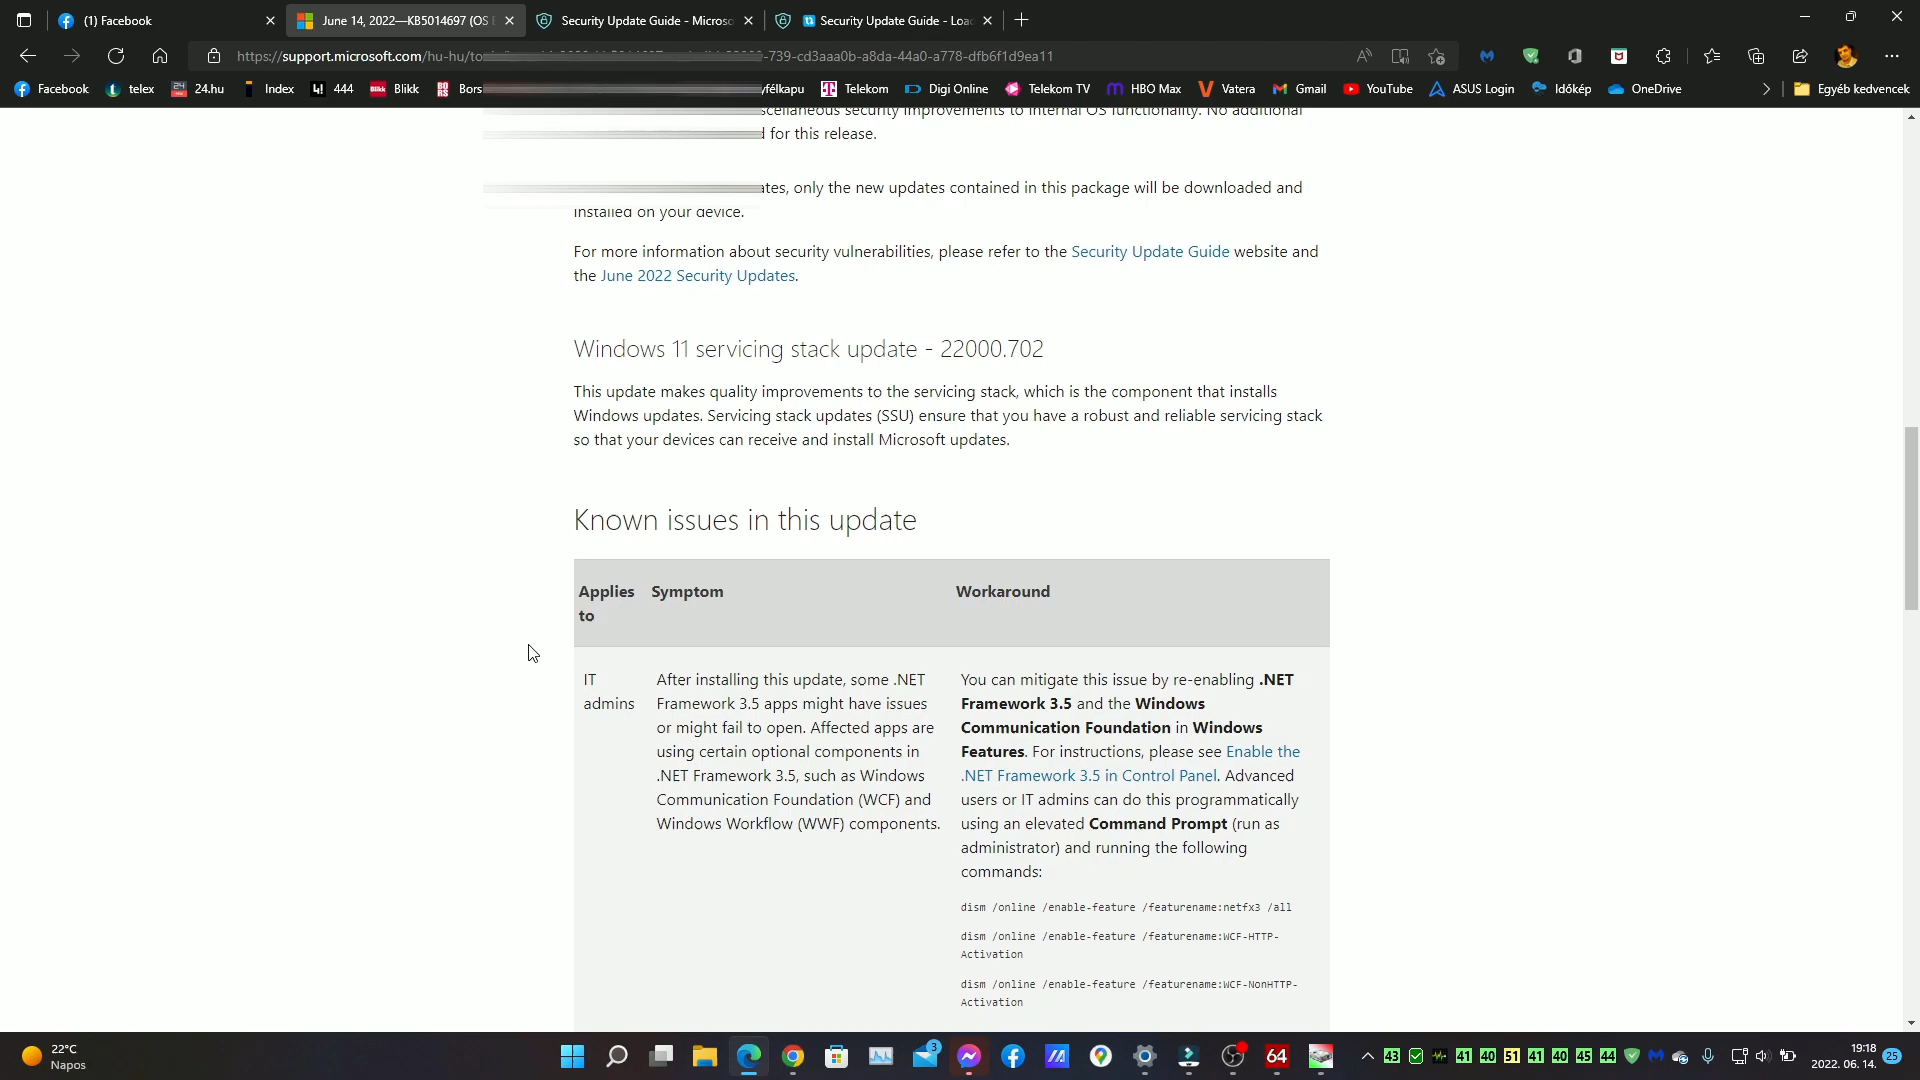 (1) Facebook
June 14, 2022—KB5014697 (OS B
Security Update Guide - Microso
Security Update Guide - Loa
https://support.microsoft.com/hu-hu/to
-739-cd3aaa0b-a8da-44a0-a778-dfb6f1d9ea11
Facebook telex 24.hu Index 444 Blikk Bors
yfélkapu Telekom Digi Online Telekom TV HBO Max Vatera Gmail YouTube ASUS Login Időkép OneDrive Egyéb kedvencek
scellaneous security improvements to internal OS functionality. No additional
for this release.
ates, only the new updates contained in this package will be downloaded and
installed on your device.
For more information about security vulnerabilities, please refer to the Security Update Guide website and
the June 2022 Security Updates.
Windows 11 servicing stack update - 22000.702
This update makes quality improvements to the servicing stack, which is the component that installs
Windows updates. Servicing stack updates (SSU) ensure that you have a robust and reliable servicing stack
so that your devices can receive and install Microsoft updates.
Known issues in this update
Applies
to
Symptom
Workaround
IT
admins
After installing this update, some .NET
Framework 3.5 apps might have issues
or might fail to open. Affected apps are
using certain optional components in
.NET Framework 3.5, such as Windows
Communication Foundation (WCF) and
Windows Workflow (WWF) components.
You can mitigate this issue by re-enabling .NET
Framework 3.5 and the Windows
Communication Foundation in Windows
Features. For instructions, please see Enable the
.NET Framework 3.5 in Control Panel. Advanced
users or IT admins can do this programmatically
using an elevated Command Prompt (run as
administrator) and running the following
commands:
dism /online /enable-feature /featurename:netfx3 /all
dism /online /enable-feature /featurename:WCF-HTTP-
Activation
dism /online /enable-feature /featurename:WCF-NonHTTP-
Activation
22°C
Napos
3
64
43 41 40 51 41 40 45 44
19:18
2022. 06. 14.
25